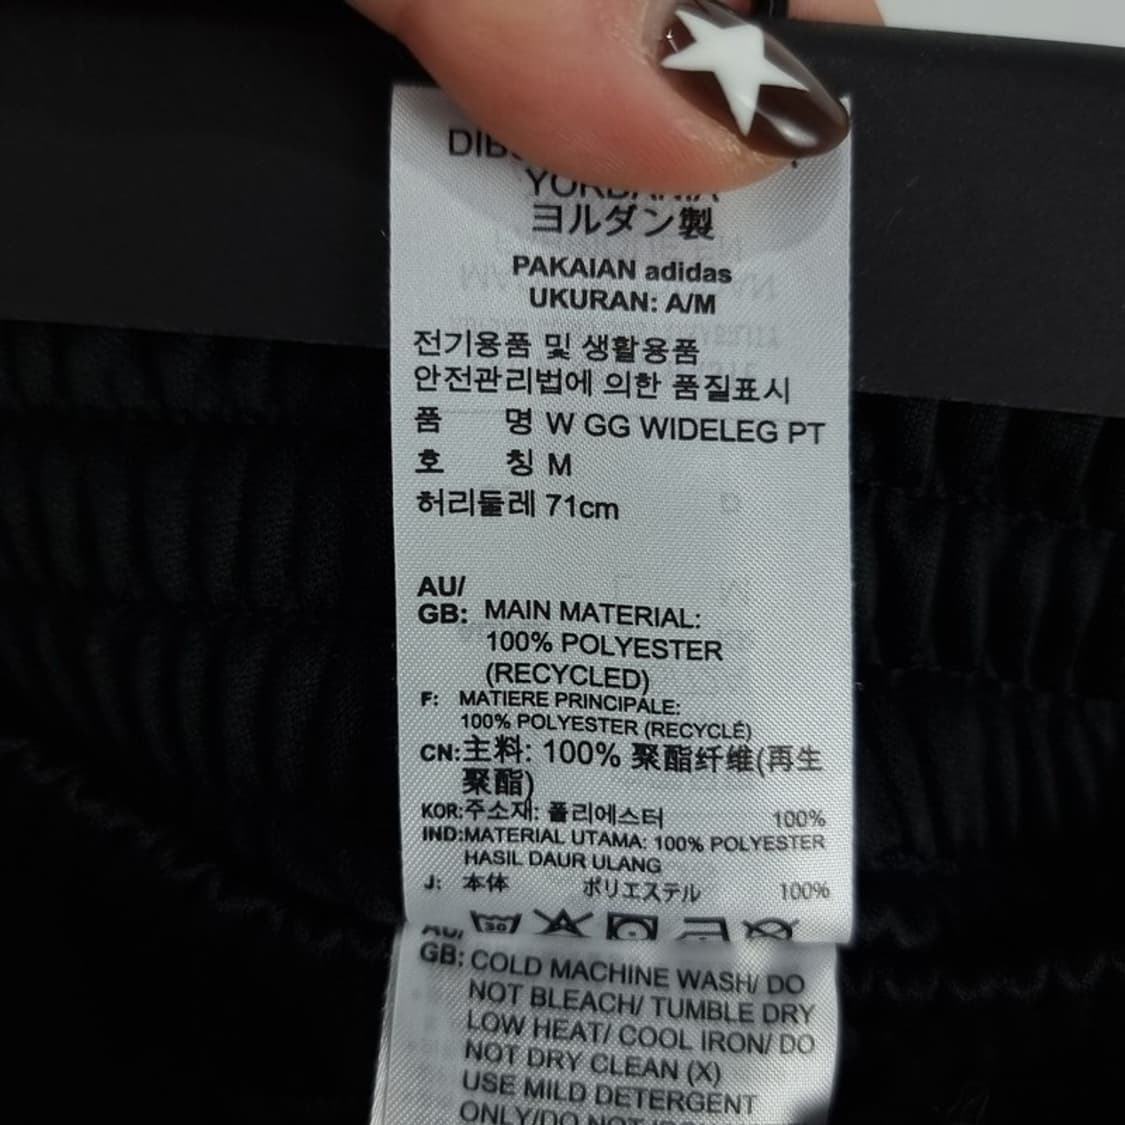 ヨルダン製
PAKAIAN adidas
UKURAN: A/M
전기용품 및 생활용품
안전관리법에 의한 품질표시
품 명 W GG WIDELEG PT
호 칭 M
허리둘레 71cm
AU/
GB: MAIN MATERIAL:
100% POLYESTER
(RECYCLED)
F: MATIERE PRINCIPALE:
100% POLYESTER (RECYCLÉ)
CN:主料: 100% 聚酯纤维(再生
聚酯)
KOR:주소재: 폴리에스터 100%
IND:MATERIAL UTAMA: 100% POLYESTER
HASIL DAUR ULANG
J: 本体 ポリエステル 100%
30
AU/
GB: COLD MACHINE WASH/ DO
NOT BLEACH/ TUMBLE DRY
LOW HEAT/ COOL IRON/ DO
NOT DRY CLEAN (X)
USE MILD DETERGENT
ONLY/DO NOT